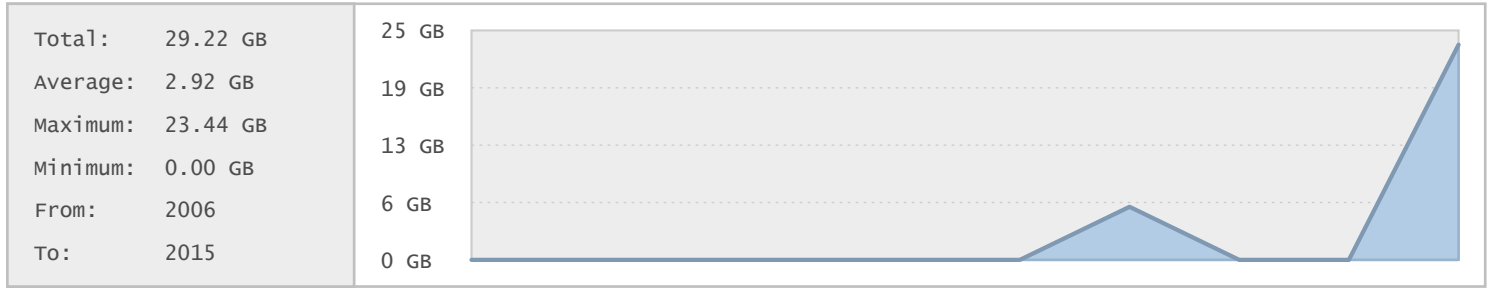 Total: 29.22 GB
Average: 2.92 GB
Maximum: 23.44 GB
Minimum: 0.00 GB
From: 2006
To: 2015
25 GB
19 GB
13 GB
6 GB
0 GB